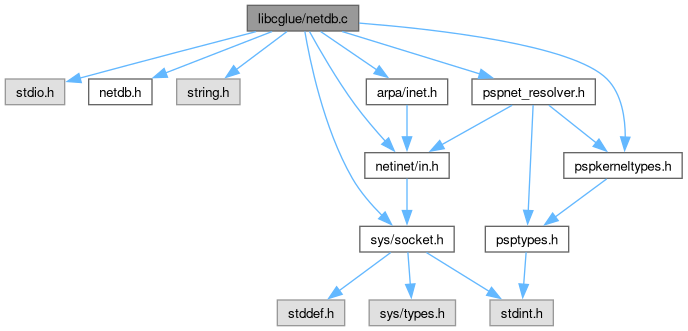 libcglue/netdb.c
stdio.h
netdb.h
string.h
arpa/inet.h
pspnet_resolver.h
netinet/in.h
pspkerneltypes.h
sys/socket.h
psptypes.h
stddef.h
sys/types.h
stdint.h